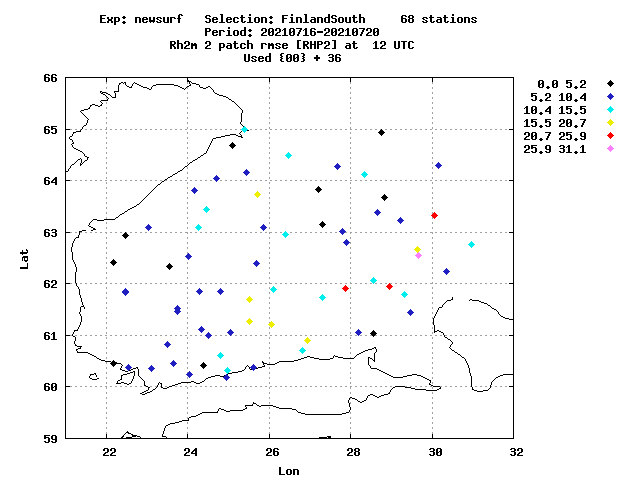 Exp: newsurf Selection: FinlandSouth 68 stations
Period: 20210716-20210720
Rh2m 2 patch rmse [RHP2] at 12 UTC
Used {00} + 36
0.0 5.2
5.2 10.4
10.4 15.5
15.5 20.7
20.7 25.9
25.9 31.1
66
65
64
63
62
61
60
59
Lat
22 24 26 28 30 32
Lon